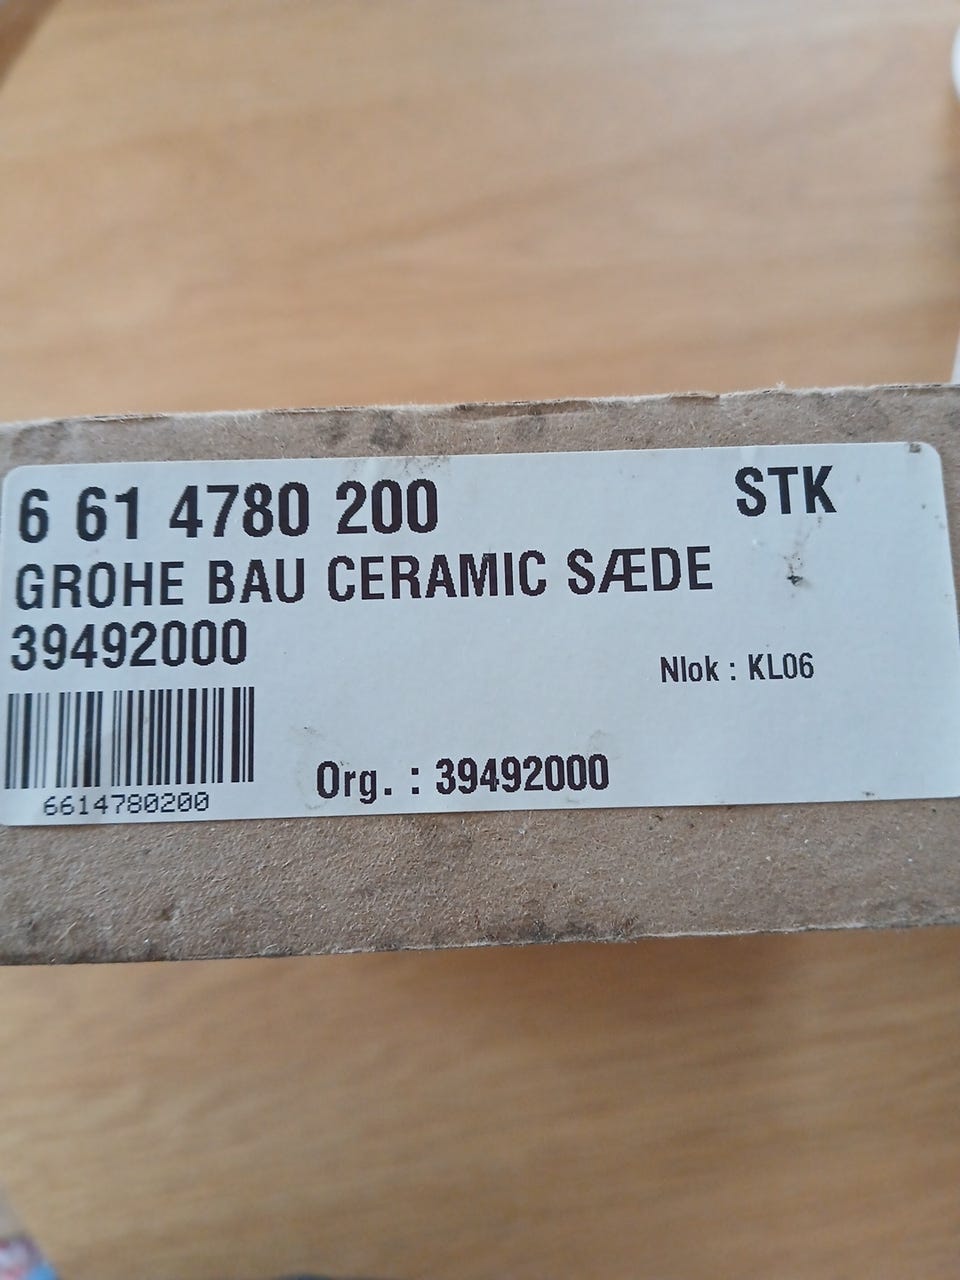 6 61 4780 200
STK
GROHE BAU CERAMIC SÆDE
39492000
Nlok : KL06
6614780200
Org. : 39492000